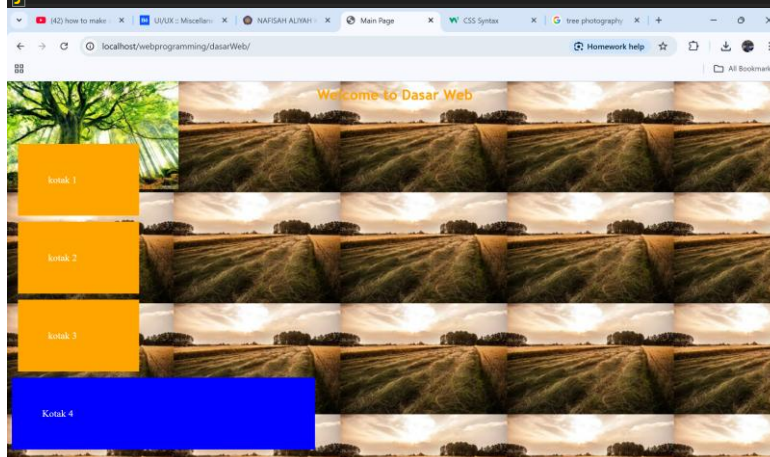 (42) how to make
UI/UX :: Miscellan
NAFISAH ALIYAH
Main Page
CSS Syntax
tree photography
localhost/webprogramming/dasarWeb/
Homework help
All Bookmark
Welcome to Dasar Web
kotak 1
kotak 2
kotak 3
Kotak 4